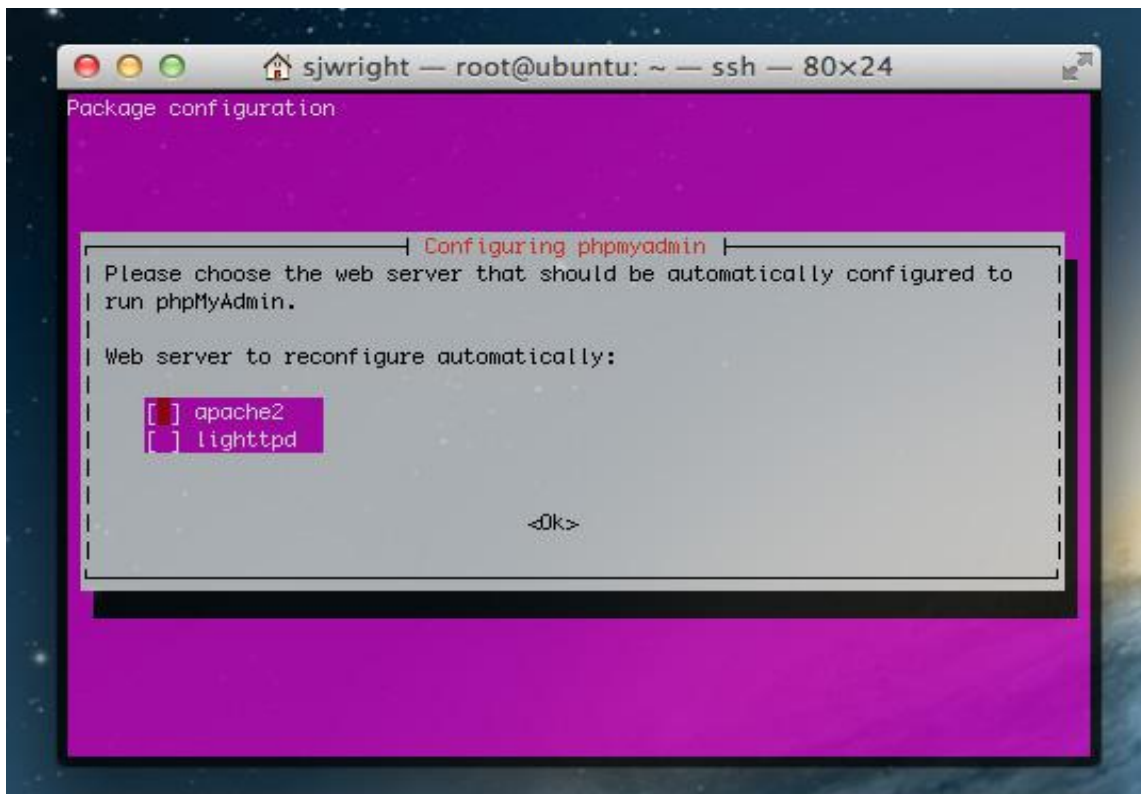 sjwright — root@ubuntu: ~ — ssh — 80×24
Package configuration
Configuring phpmyadmin
Please choose the web server that should be automatically configured to
run phpMyAdmin.
Web server to reconfigure automatically:
[ ] apache2
[ ] lighttpd
<Ok>